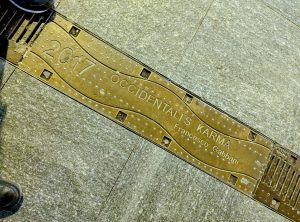 2017
OCCIDENTALI'S KARMA
Francesco Gabbani